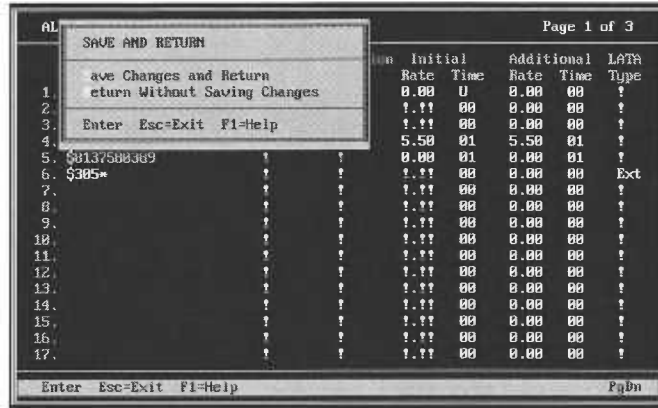 AL Page 1 of 3
SAVE AND RETURN
ave Changes and Return
eturn Without Saving Changes
Enter Esc=Exit F1=Help
on Initial Additional LATA
Rate Time Rate Time Type
1. 0.00 U 0.00 00 ?
2. ?.?? 00 0.00 00 ?
3. ?.?? 00 0.00 00 ?
4. 5.50 01 5.50 01 ?
5. ? ? 0.00 01 0.00 01 ?
6. $305* ? ? ?.?? 00 0.00 00 Ext
7. ? ? ?.?? 00 0.00 00 ?
8. ? ? ?.?? 00 0.00 00 ?
9. ? ? ?.?? 00 0.00 00 ?
10. ? ? ?.?? 00 0.00 00 ?
11. ? ? ?.?? 00 0.00 00 ?
12. ? ? ?.?? 00 0.00 00 ?
13. ? ? ?.?? 00 0.00 00 ?
14. ? ? ?.?? 00 0.00 00 ?
15. ? ? ?.?? 00 0.00 00 ?
16. ? ? ?.?? 00 0.00 00 ?
17. ? ? ?.?? 00 0.00 00 ?
Enter Esc=Exit F1=Help PgDn